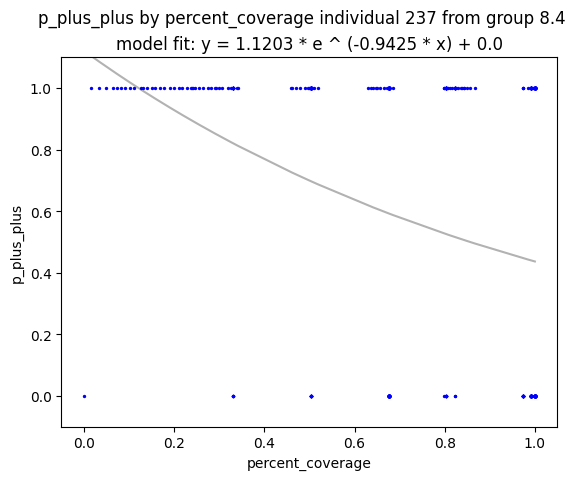 p_plus_plus by percent_coverage individual 237 from group 8.4
model fit: y = 1.1203 * e ^ (-0.9425 * x) + 0.0
1.0
0.8
0.6
0.4
0.2
0.0
p_plus_plus
0.0 0.2 0.4 0.6 0.8 1.0
percent_coverage